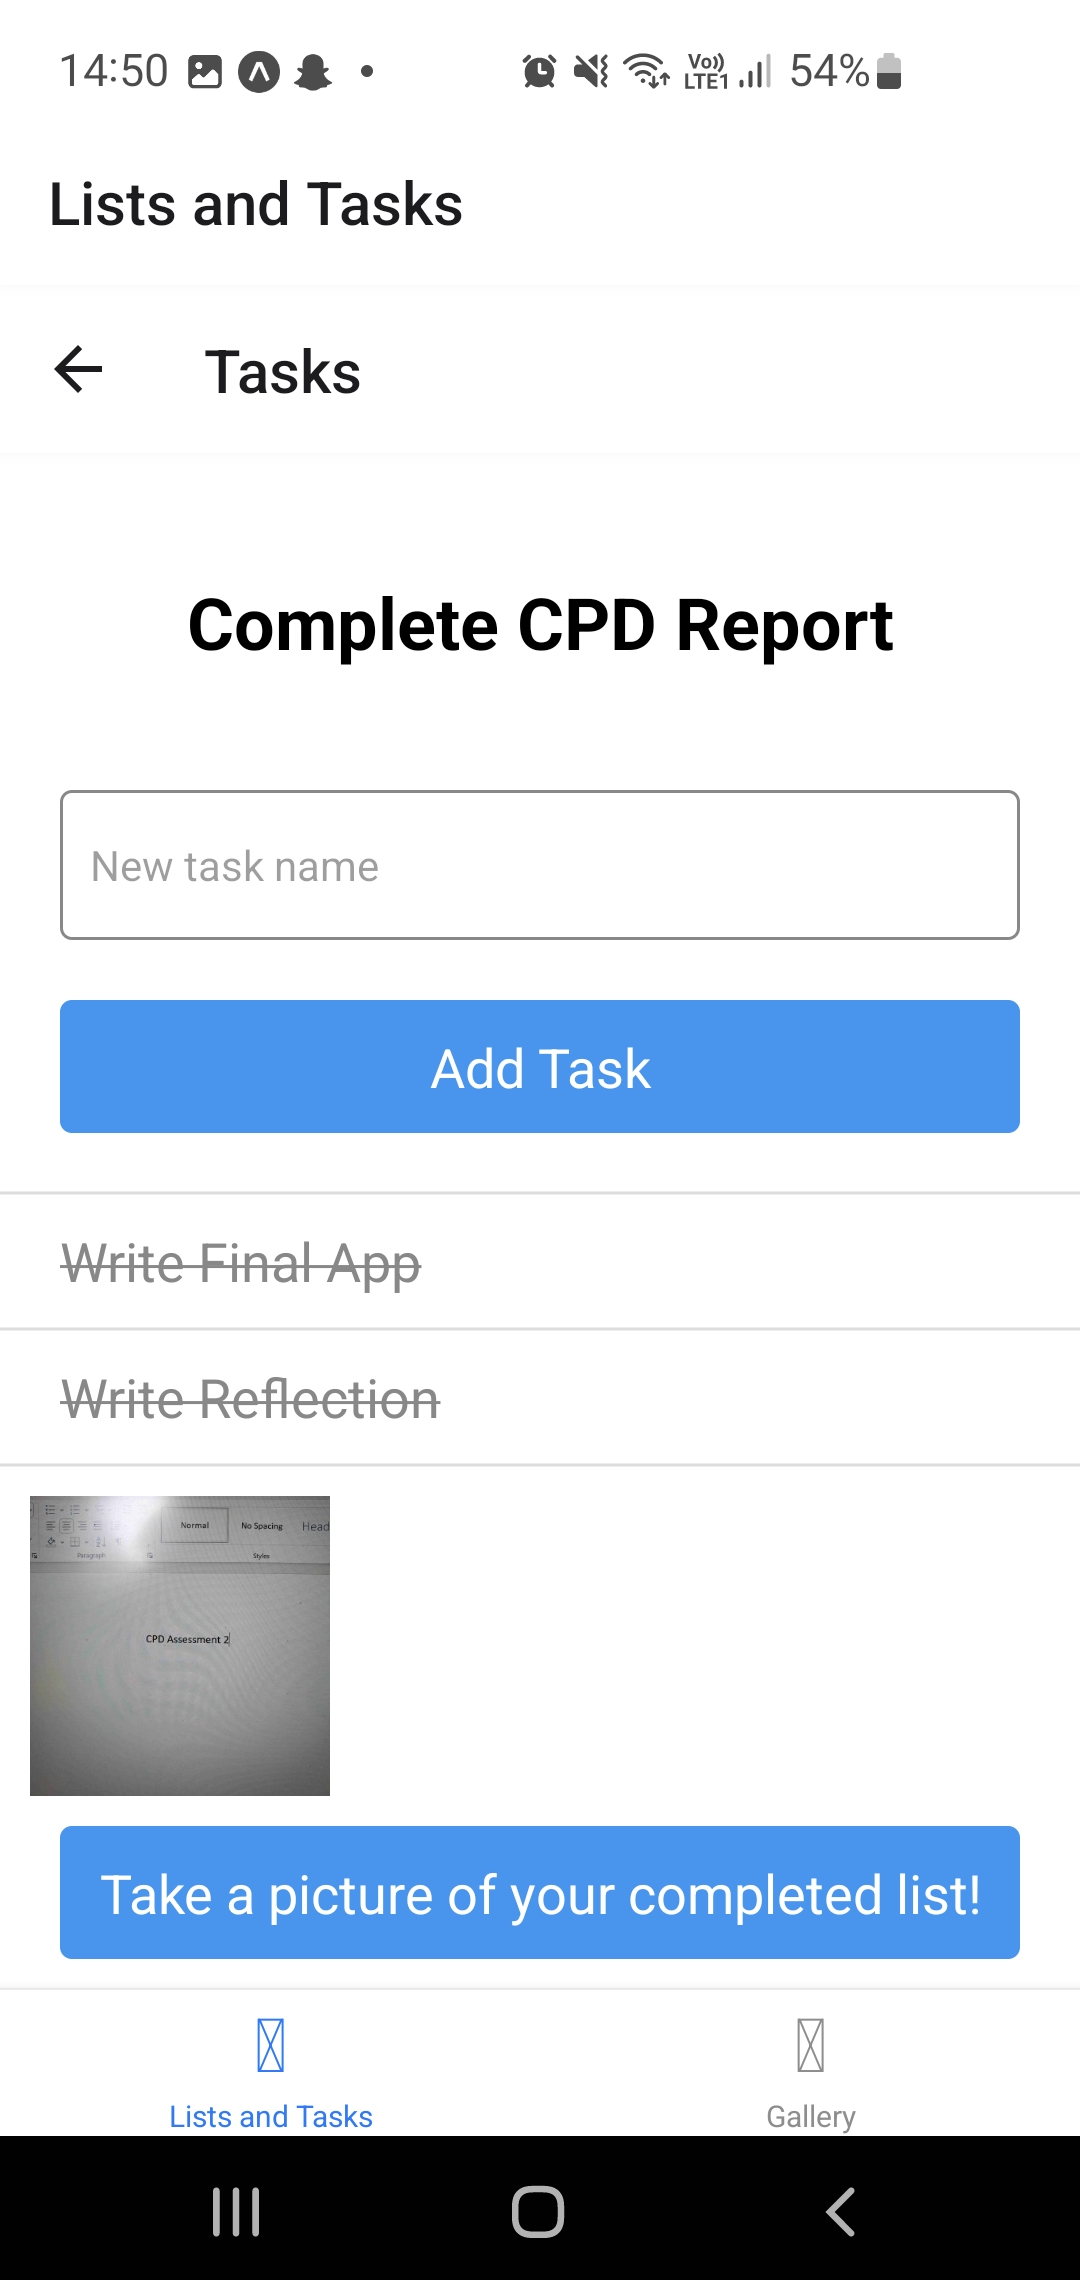 14:50 Vo)) LTE1 54%
Lists and Tasks
Tasks
Complete CPD Report
New task name
Add Task
Write Final App
Write Reflection
Normal No Spacing Head
Paragraph Styles
CPD Assessment 2
Take a picture of your completed list!
Lists and Tasks Gallery